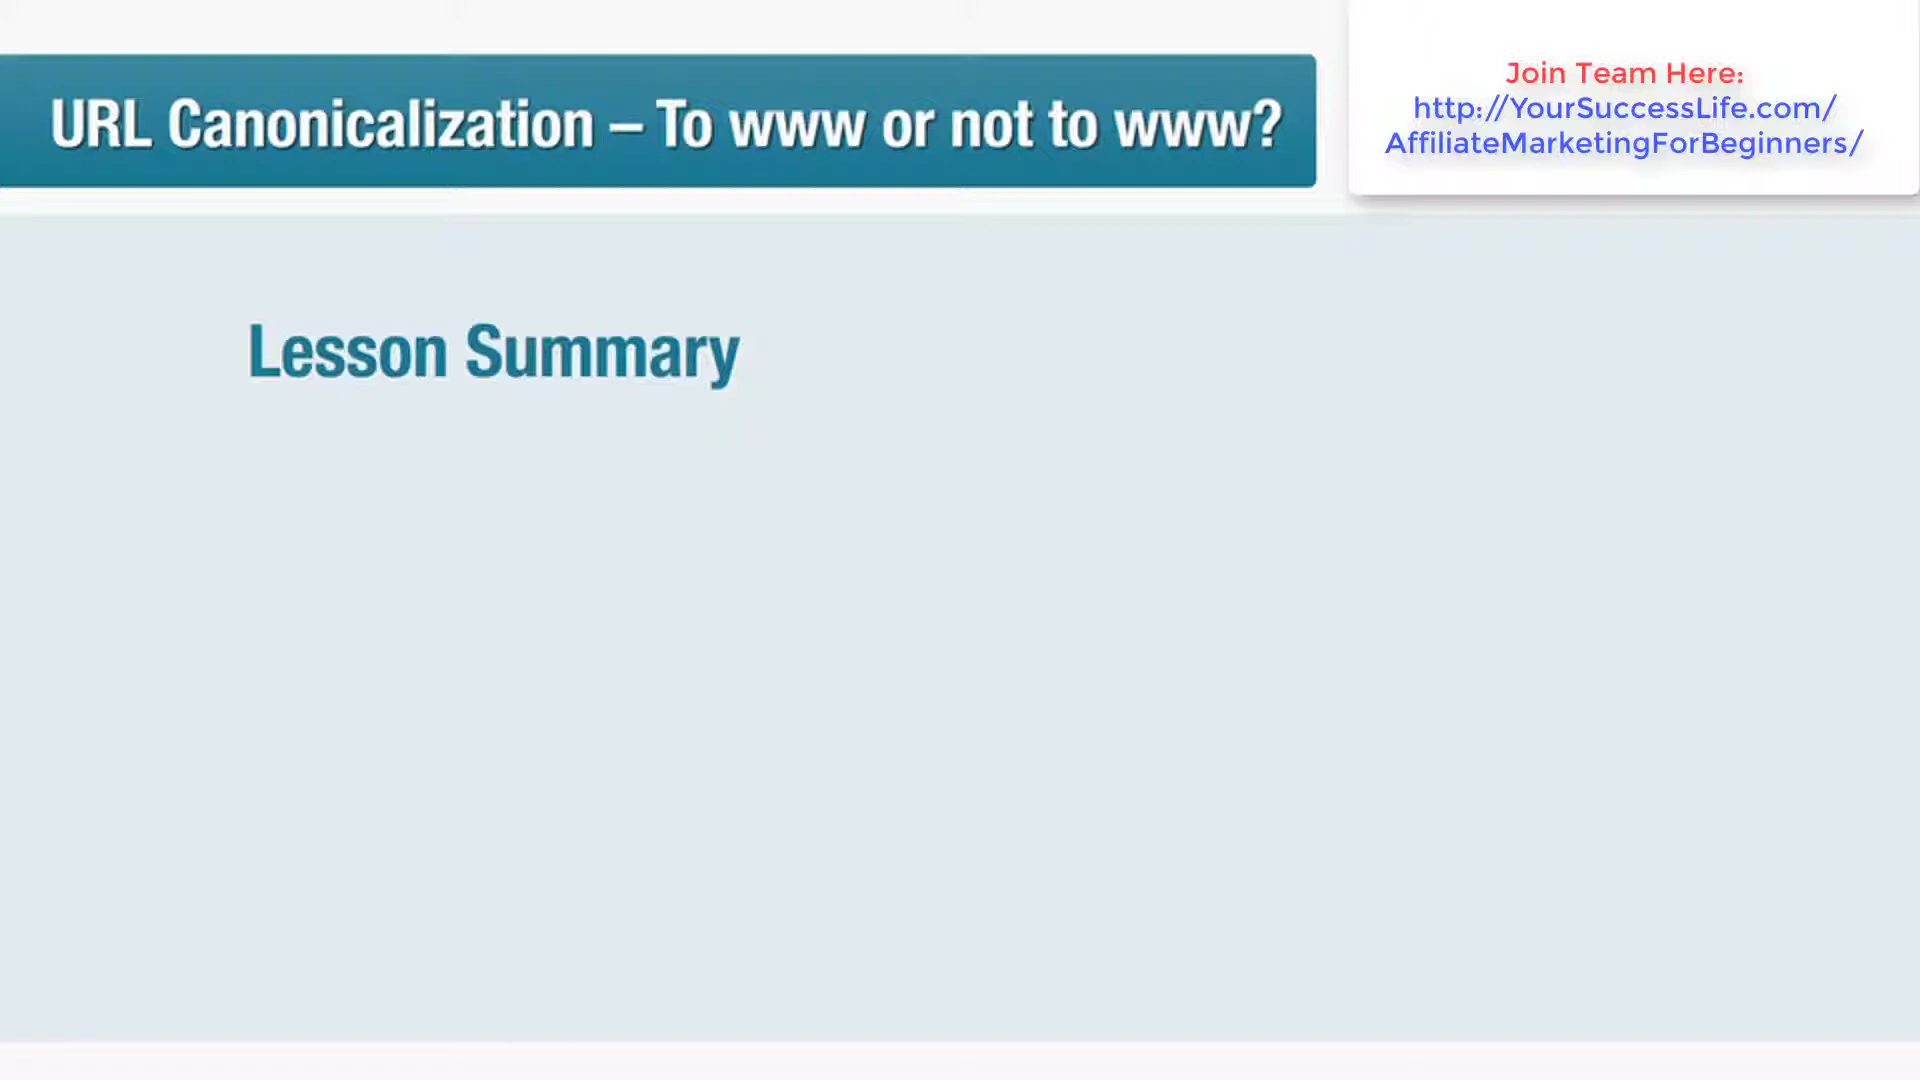 URL Canonicalization – To www or not to www?
Join Team Here:
http://YourSuccessLife.com/
AffiliateMarketingForBeginners/
Lesson Summary